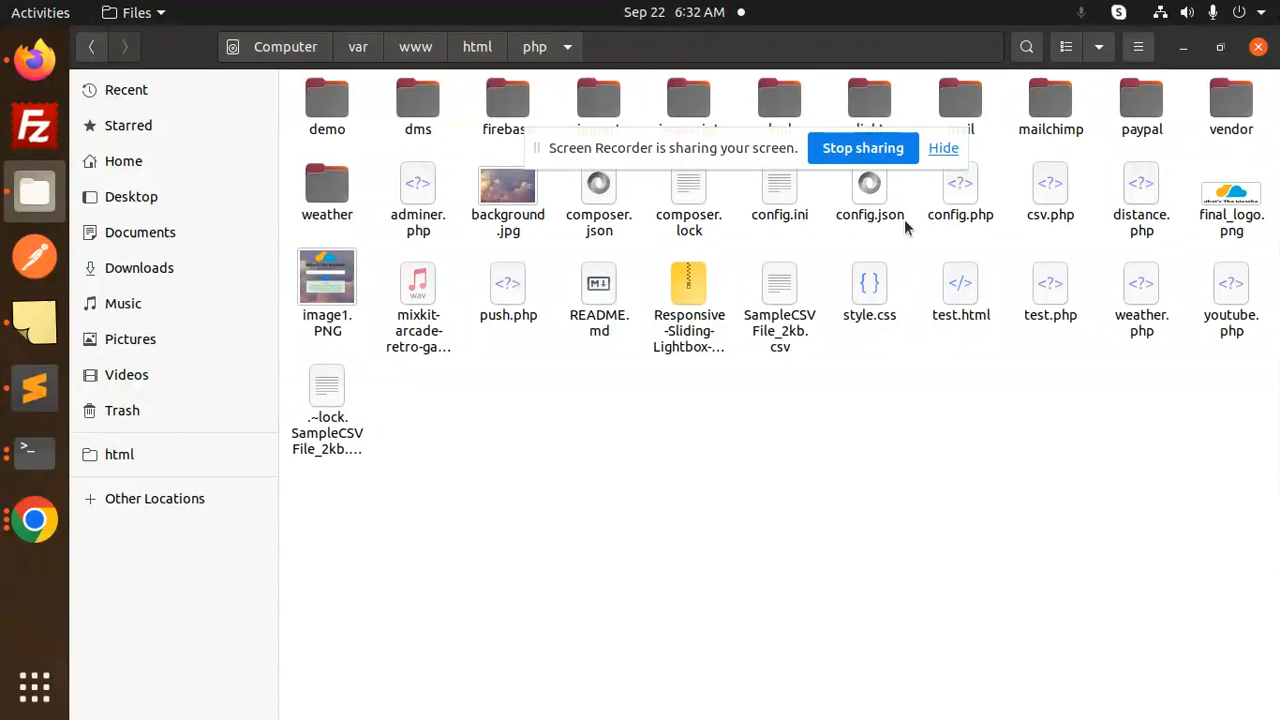 Activities
Files
Sep 22 6:32 AM
Computer
var
www
html
php
Recent
Starred
Home
Desktop
Documents
Downloads
Music
Pictures
Videos
Trash
html
Other Locations
demo
dms
firebase
mail
mailchimp
paypal
vendor
Screen Recorder is sharing your screen.
Stop sharing
Hide
weather
adminer.
php
background
.jpg
composer.
json
composer.
lock
config.ini
config.json
config.php
csv.php
distance.
php
final_logo.
png
image1.
PNG
mixkit-
arcade-
retro-ga...
push.php
README.
md
Responsive
-Sliding-
Lightbox-...
SampleCSV
File_2kb.
csv
style.css
test.html
test.php
weather.
php
youtube.
php
.~lock.
SampleCSV
File_2kb....